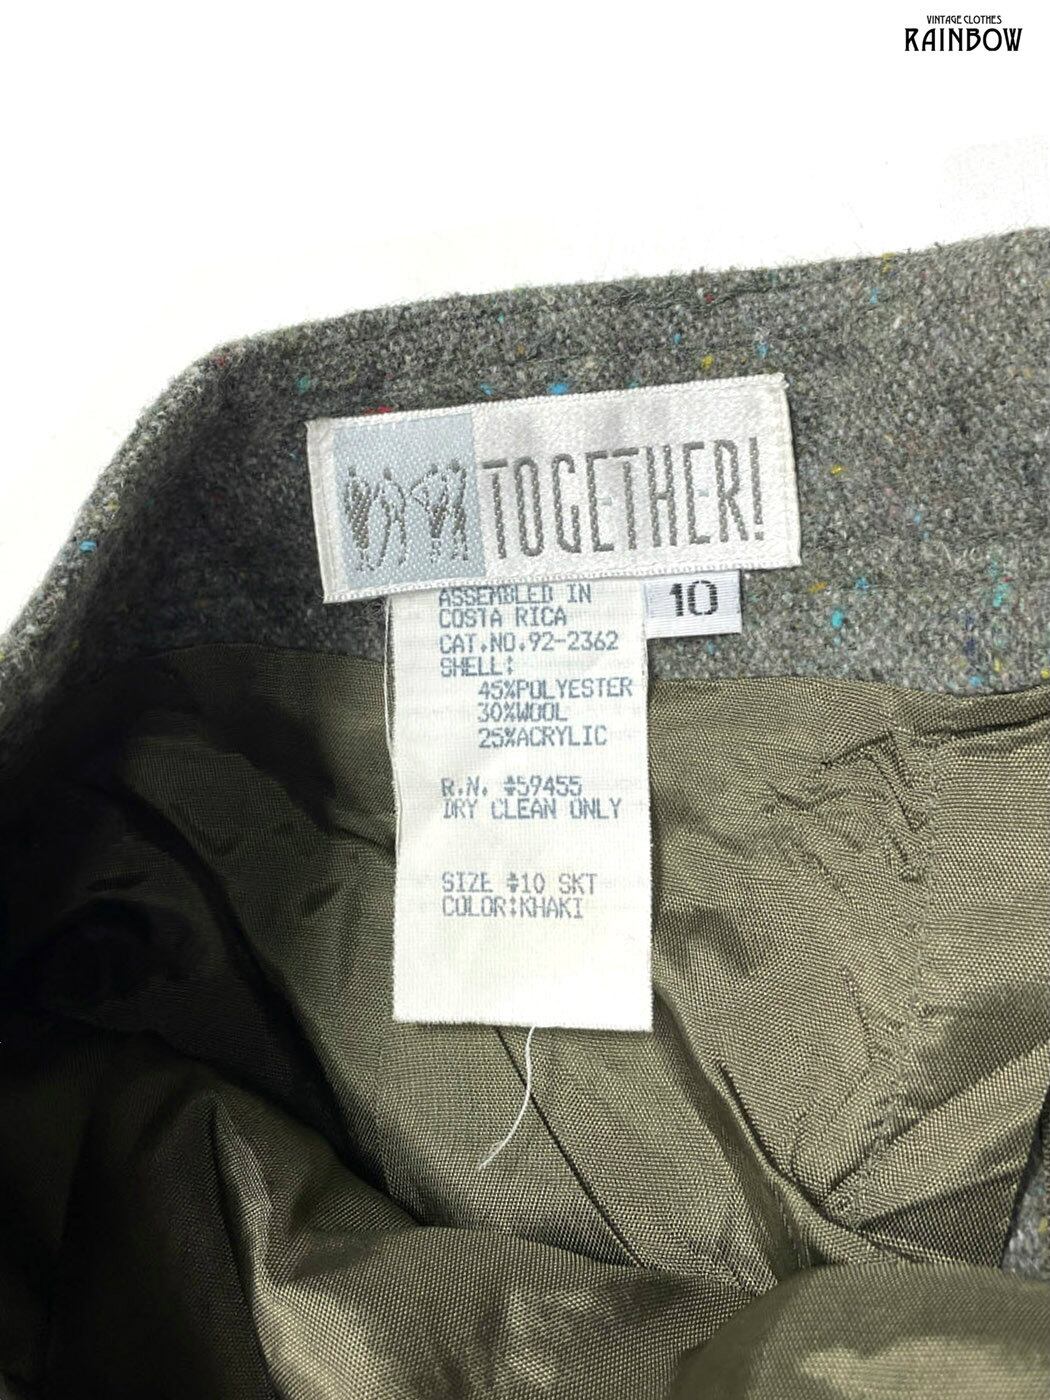 VINTAGE CLOTHES
RAINBOW
TOGETHER!
10
ASSEMBLED IN
COSTA RICA
CAT.NO.92-2362
SHELL:
45%POLYESTER
30%WOOL
25%ACRYLIC
R.N. #59455
DRY CLEAN ONLY
SIZE #10 SKT
COLOR:KHAKI